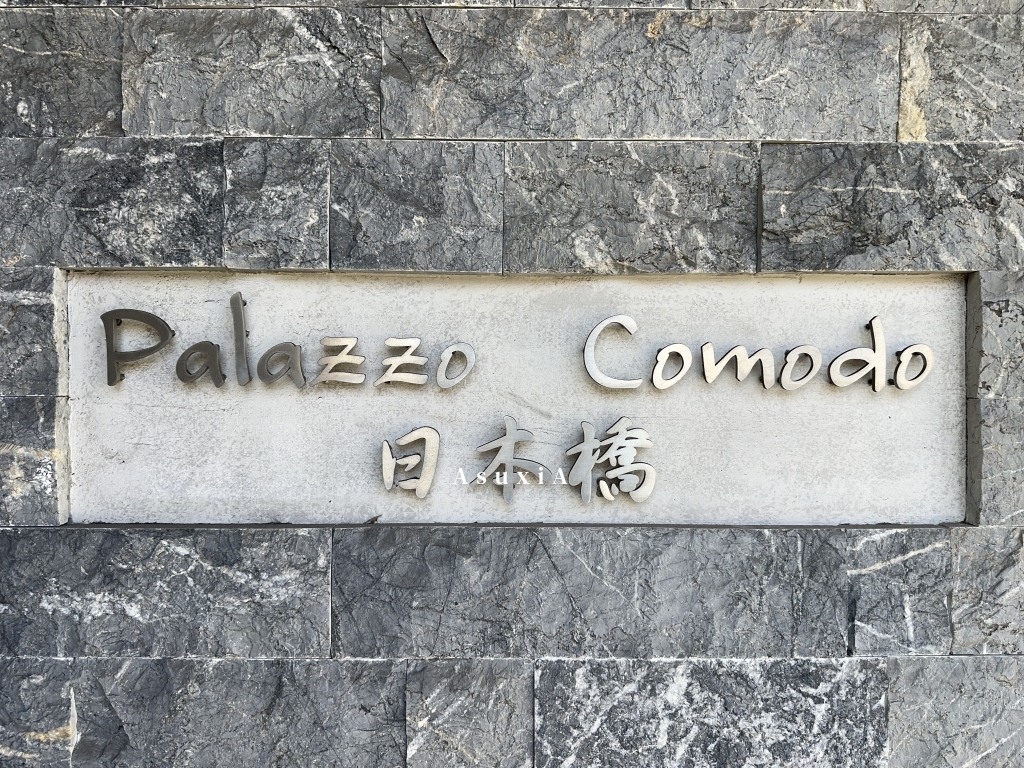 Palazzo Comodo
日本橋
AsuxiA